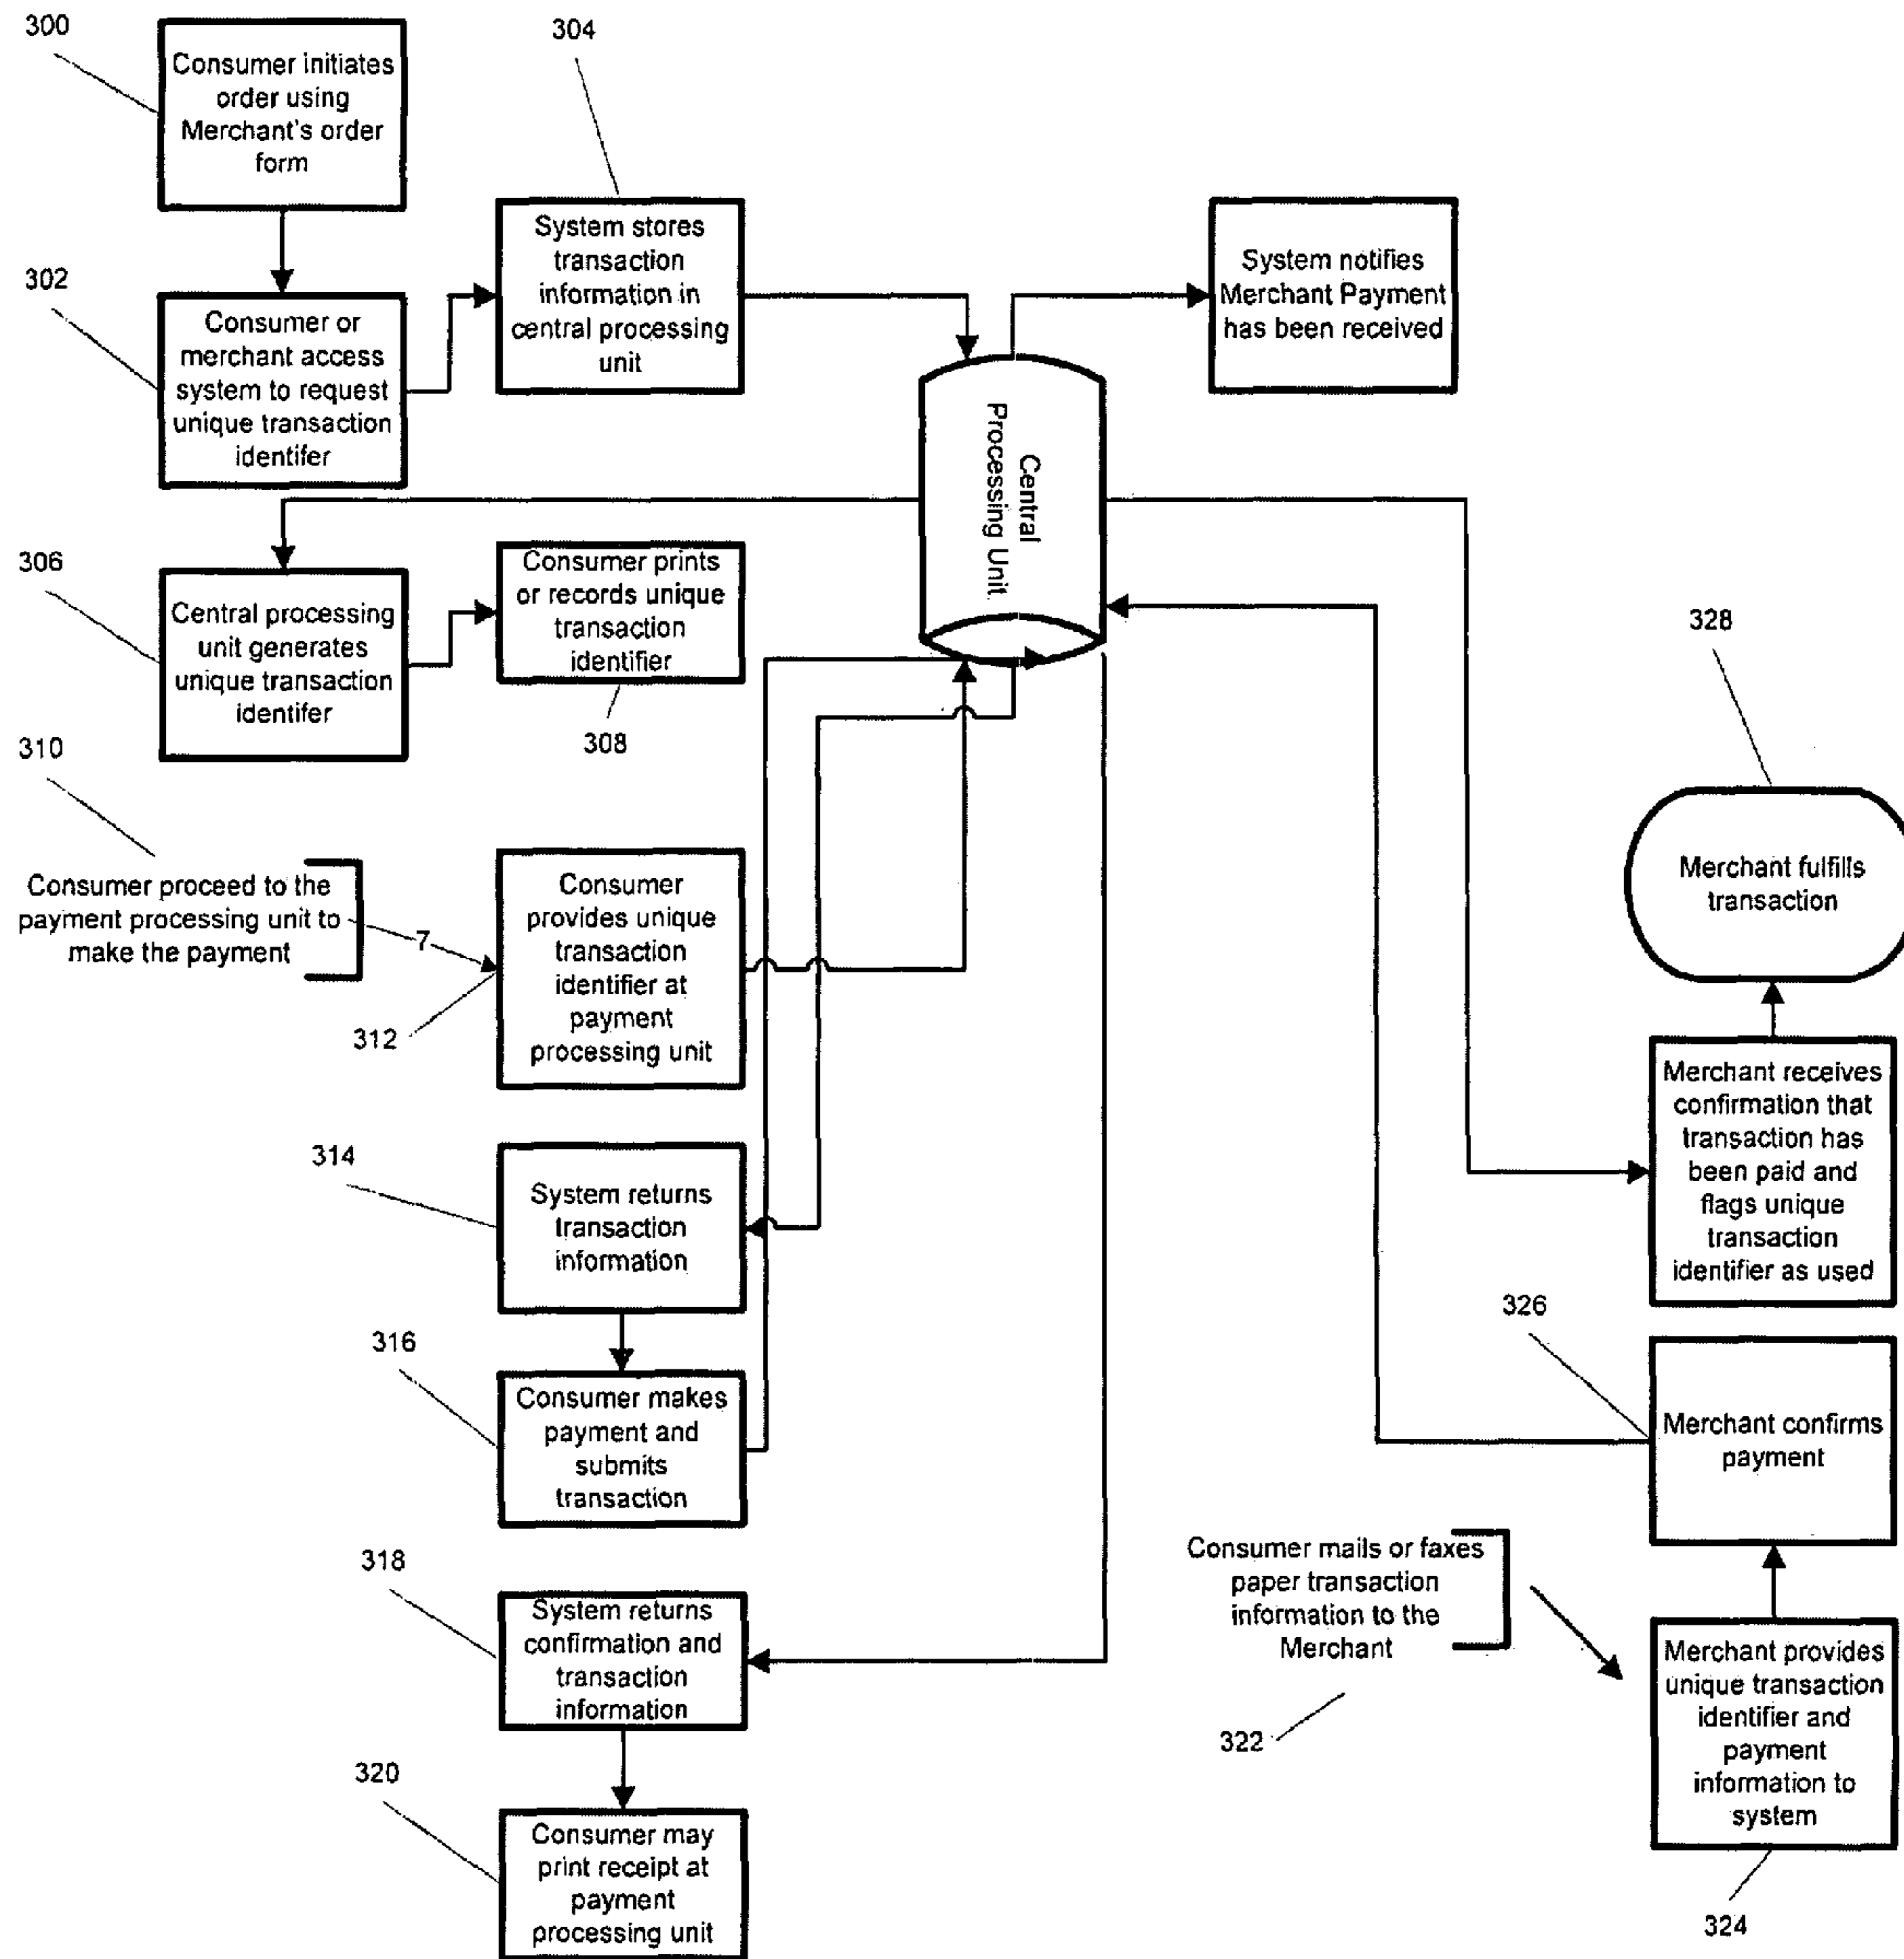 300
Consumer initiates
order using
Merchant's order
form
304
System stores
transaction
information in
central processing
unit
System notifies
Merchant Payment
has been received
302
Consumer or
merchant access
system to request
unique transaction
identifer
Central
Processing Unit
306
Central processing
unit generates
unique transaction
identifer
Consumer prints
or records unique
transaction
identifier
308
310
Consumer proceed to the
payment processing unit to
make the payment
7
312
Consumer
provides unique
transaction
identifier at
payment
processing unit
314
System returns
transaction
information
316
Consumer makes
payment and
submits
transaction
318
System returns
confirmation and
transaction
information
320
Consumer may
print receipt at
payment
processing unit
328
Merchant fulfills
transaction
Merchant receives
confirmation that
transaction has
been paid and
flags unique
transaction
identifier as used
326
Merchant confirms
payment
Consumer mails or faxes
paper transaction
information to the
Merchant
322
Merchant provides
unique transaction
identifier and
payment
information to
system
324